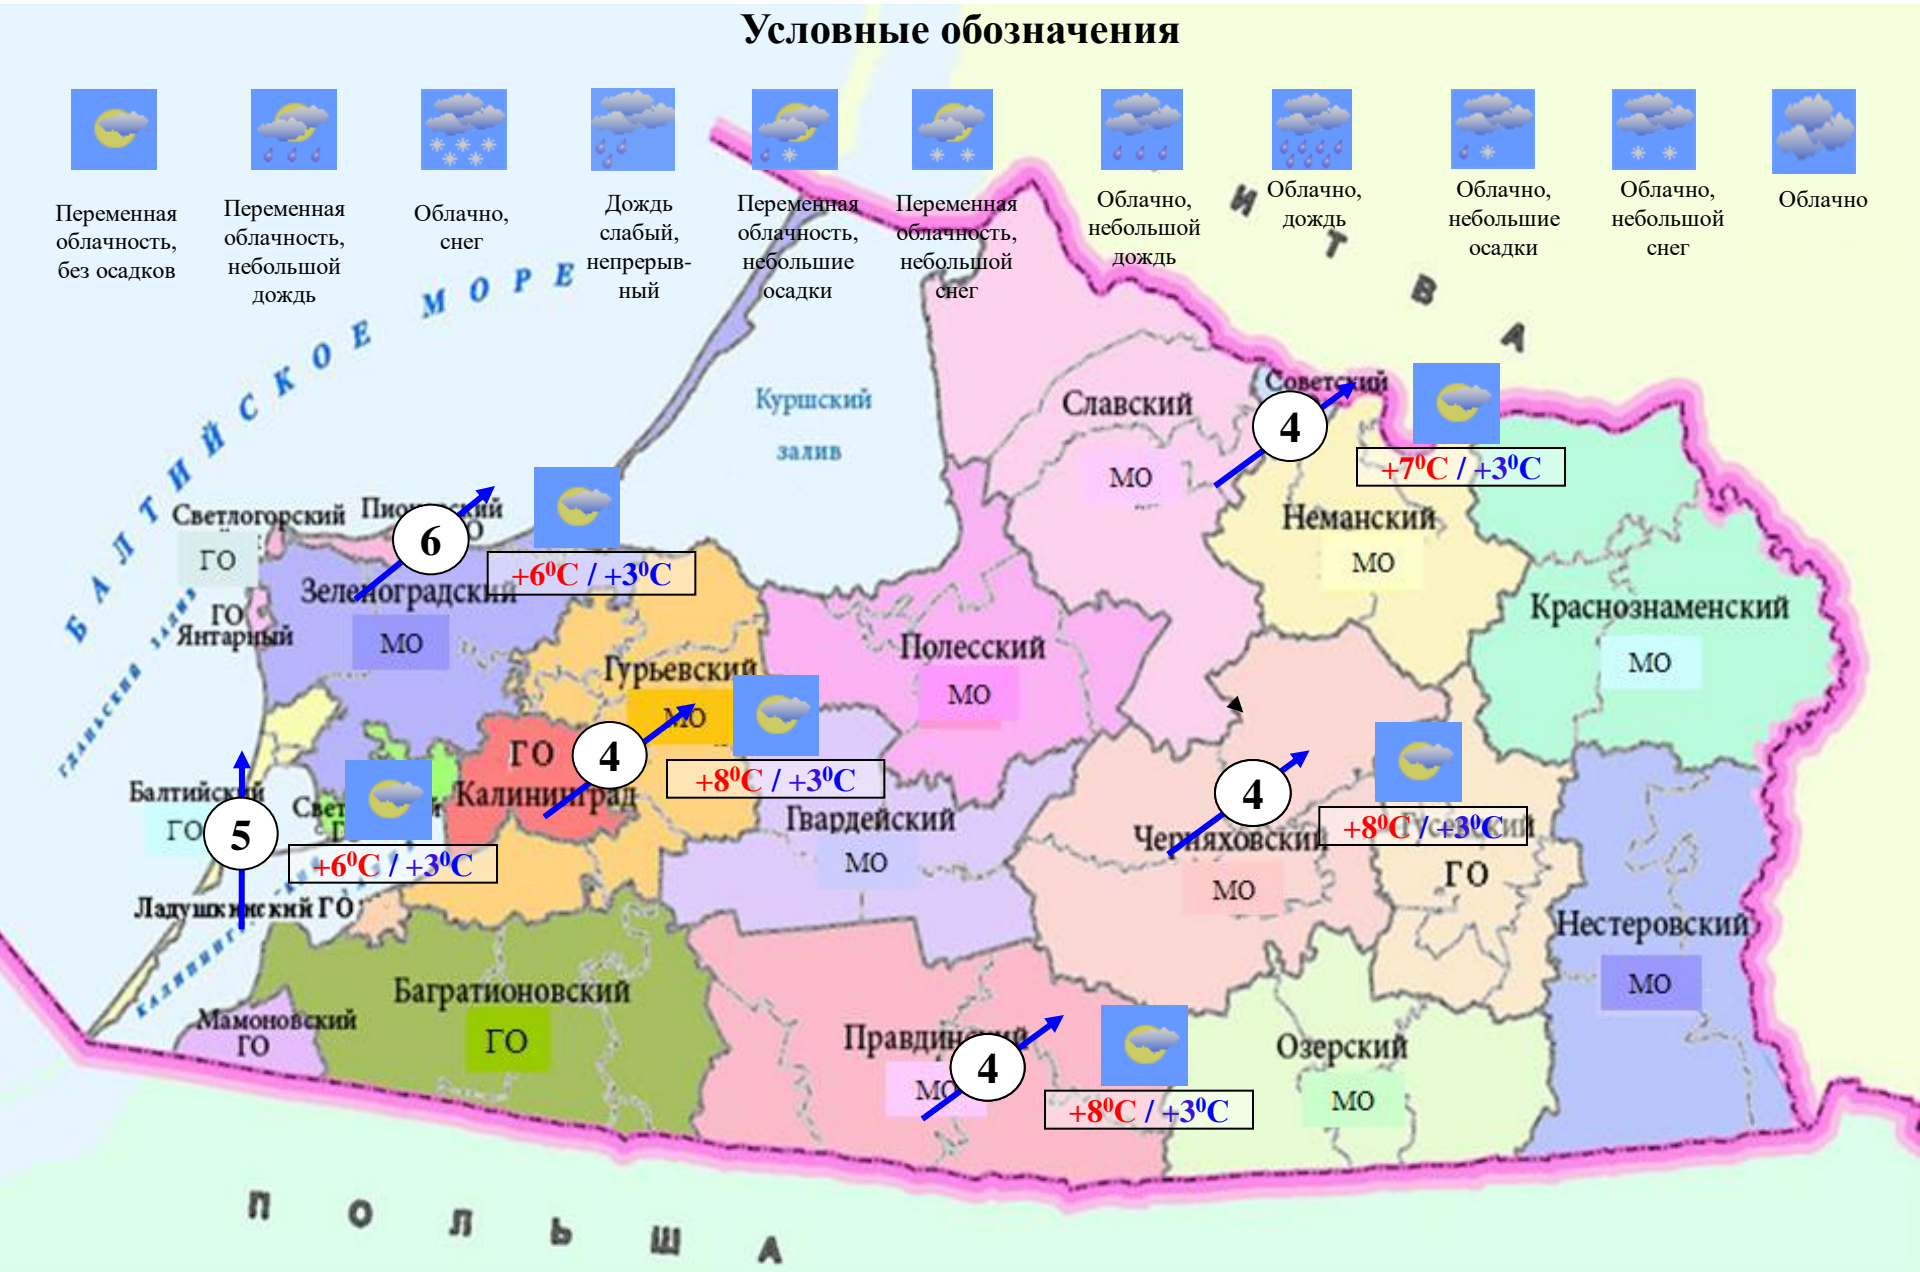 Условные обозначения
Переменная
облачность,
без осадков
Переменная
облачность,
небольшой
дождь
Облачно,
снег
Дождь
слабый,
непрерыв-
ный
Переменная
облачность,
небольшие
осадки
Переменная
облачность,
небольшой
снег
Облачно,
небольшой
дождь
Облачно,
дождь
Облачно,
небольшие
осадки
Облачно,
небольшой
снег
Облачно
БАЛТИЙСКОЕ МОРЕ
ИТВА
Куршский
залив
Славский
МО
Советский
4
+7⁰C / +3⁰C
Неманский
МО
Краснознаменский
МО
Светлогорский
ГО
6
+6⁰C / +3⁰C
Зеленоградский
МО
ГО
Янтарный
ГДАНЬСКИЙ ЗАЛИВ
Гурьевский
МО
Полесский
МО
ГО
Калининград
4
+8⁰C / +3⁰C
Балтийский
ГО
5
+6⁰C / +3⁰C
Гвардейский
МО
Черняховский
МО
4
+8⁰C / +3⁰C
ГО
Ладушкинский ГО
Нестеровский
МО
Багратионовский
ГО
Мамоновский
ГО
Правдинский
МО
4
+8⁰C / +3⁰C
Озерский
МО
ПОЛЬША